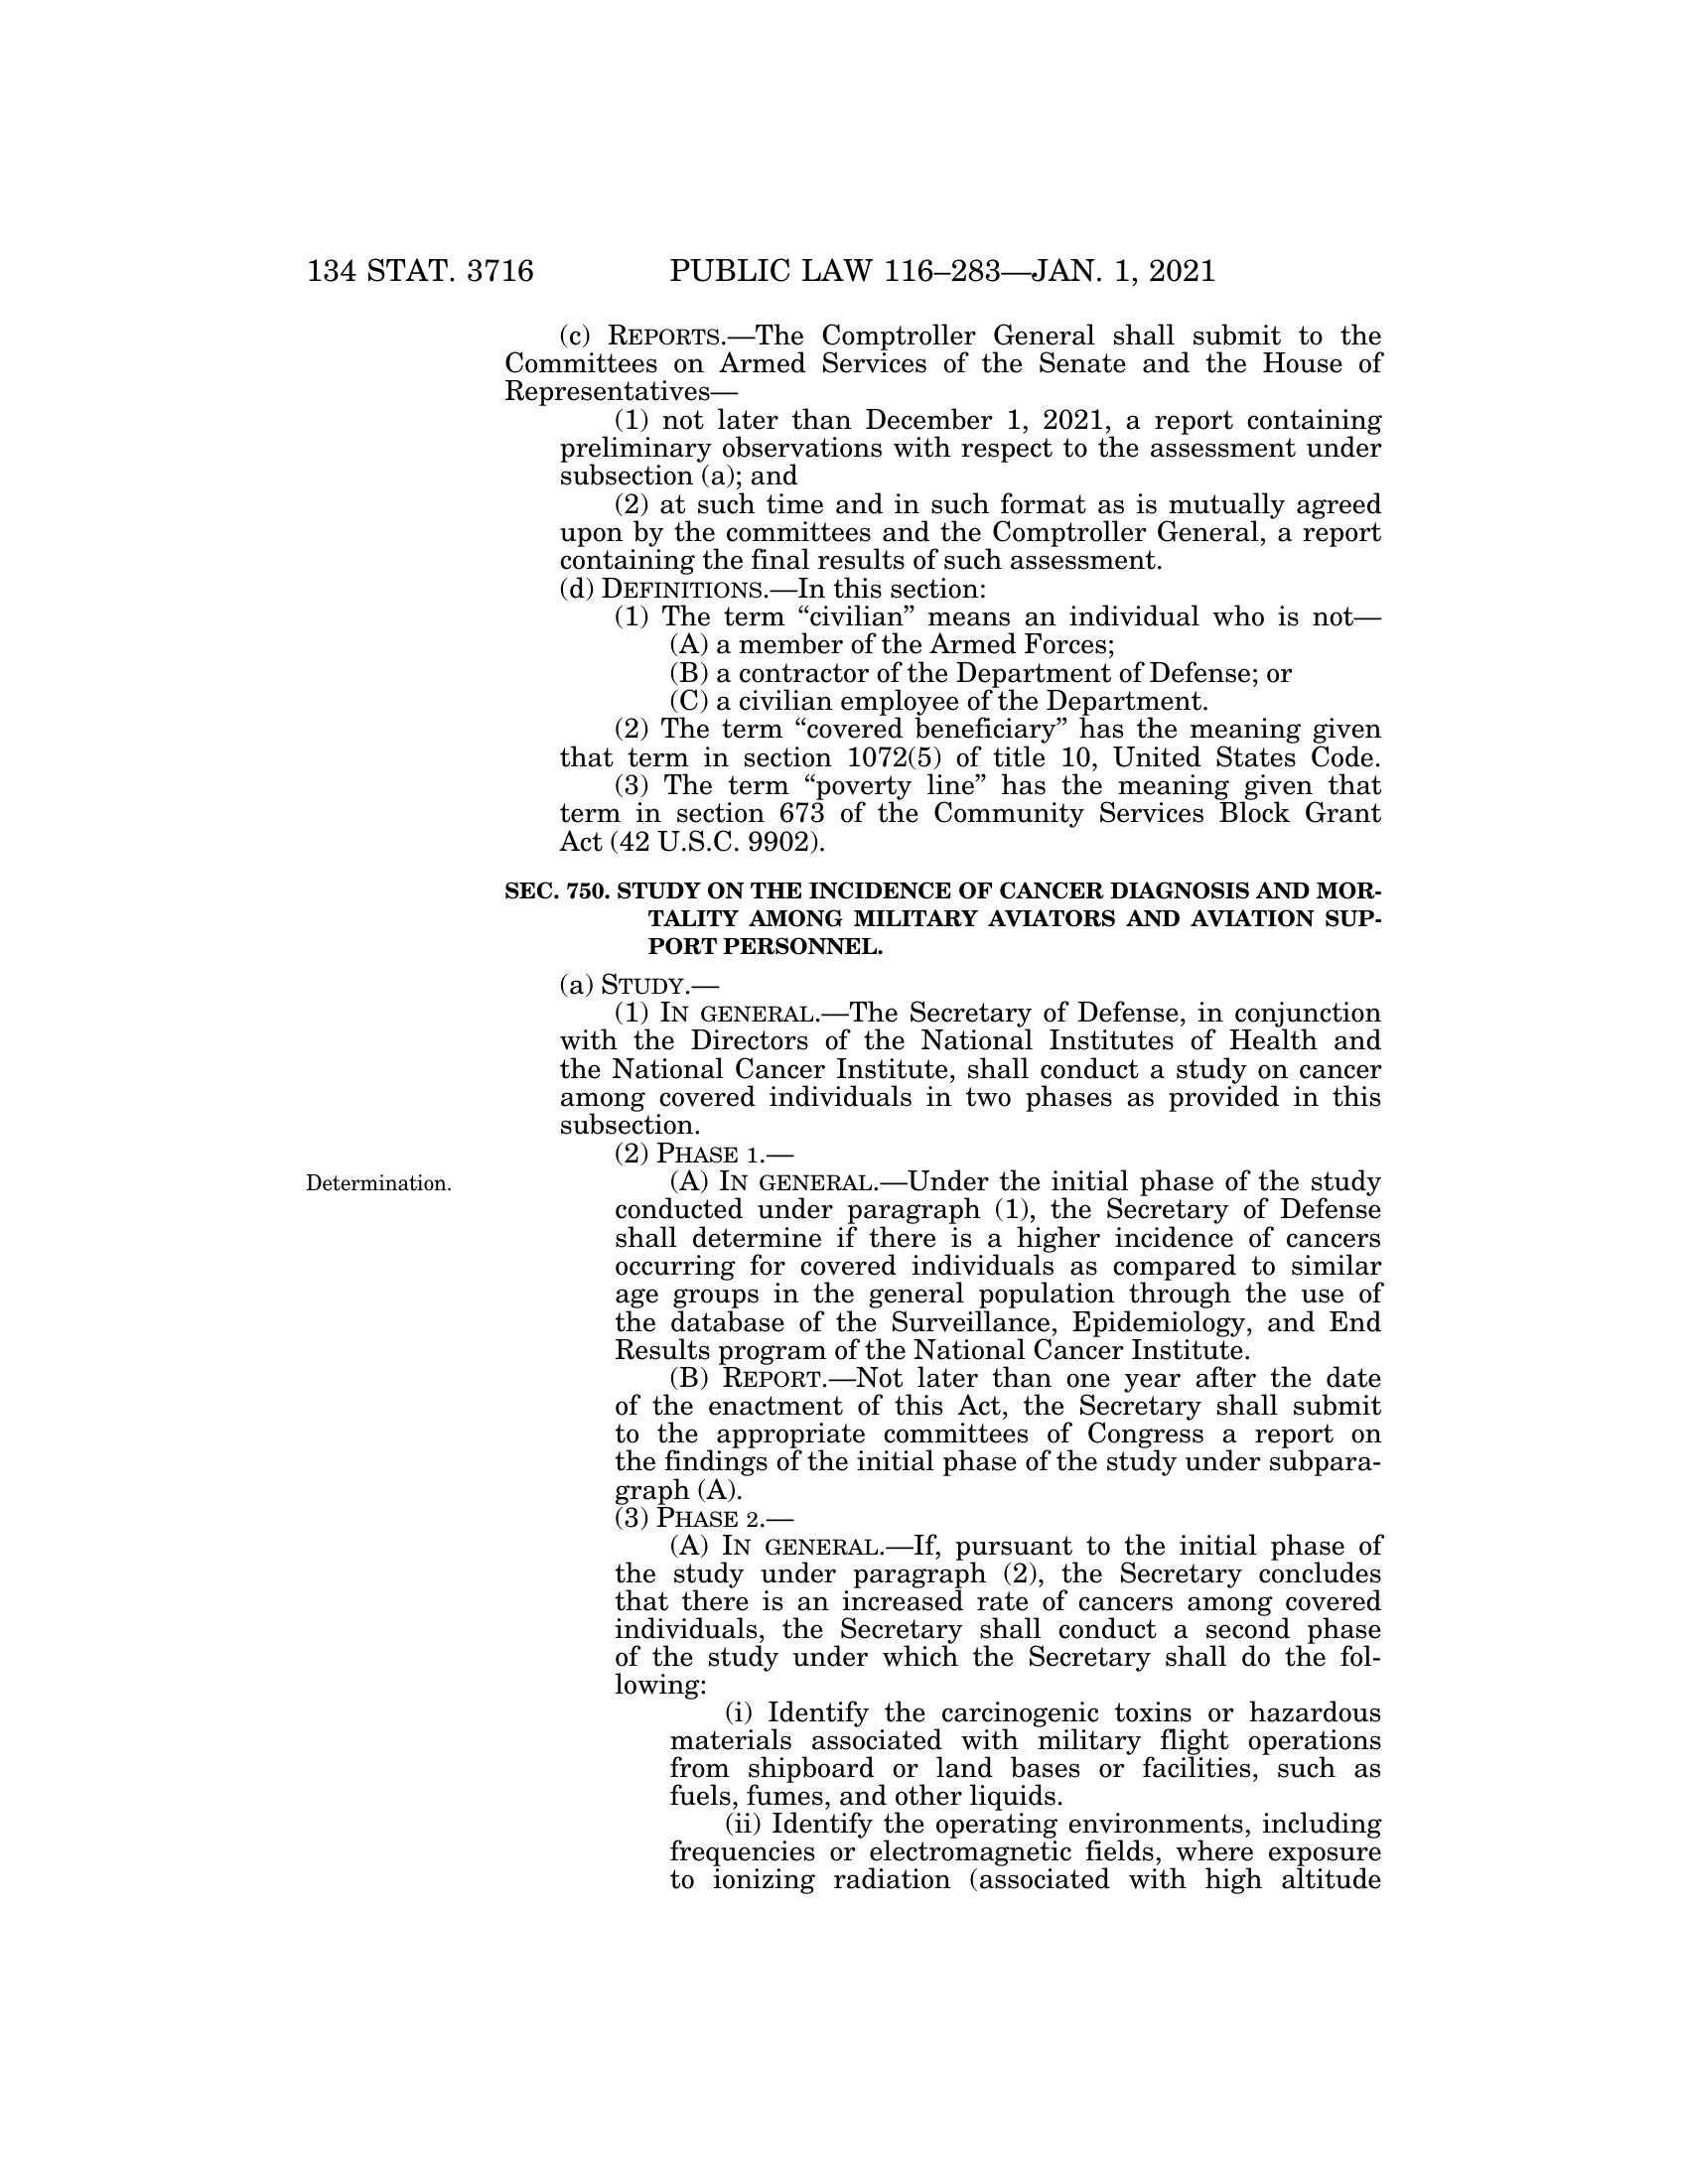 134 STAT. 3716 PUBLIC LAW 116–283—JAN. 1, 2021
(c) REPORTS.—The Comptroller General shall submit to the
Committees on Armed Services of the Senate and the House of
Representatives—
(1) not later than December 1, 2021, a report containing
preliminary observations with respect to the assessment under
subsection (a); and
(2) at such time and in such format as is mutually agreed
upon by the committees and the Comptroller General, a report
containing the final results of such assessment.
(d) DEFINITIONS.—In this section:
(1) The term “civilian” means an individual who is not—
(A) a member of the Armed Forces;
(B) a contractor of the Department of Defense; or
(C) a civilian employee of the Department.
(2) The term “covered beneficiary” has the meaning given
that term in section 1072(5) of title 10, United States Code.
(3) The term “poverty line” has the meaning given that
term in section 673 of the Community Services Block Grant
Act (42 U.S.C. 9902).
SEC. 750. STUDY ON THE INCIDENCE OF CANCER DIAGNOSIS AND MOR-
TALITY AMONG MILITARY AVIATORS AND AVIATION SUP-
PORT PERSONNEL.
(a) STUDY.—
(1) IN GENERAL.—The Secretary of Defense, in conjunction
with the Directors of the National Institutes of Health and
the National Cancer Institute, shall conduct a study on cancer
among covered individuals in two phases as provided in this
subsection.
(2) PHASE 1.—
Determination.
(A) IN GENERAL.—Under the initial phase of the study
conducted under paragraph (1), the Secretary of Defense
shall determine if there is a higher incidence of cancers
occurring for covered individuals as compared to similar
age groups in the general population through the use of
the database of the Surveillance, Epidemiology, and End
Results program of the National Cancer Institute.
(B) REPORT.—Not later than one year after the date
of the enactment of this Act, the Secretary shall submit
to the appropriate committees of Congress a report on
the findings of the initial phase of the study under subpara-
graph (A).
(3) PHASE 2.—
(A) IN GENERAL.—If, pursuant to the initial phase of
the study under paragraph (2), the Secretary concludes
that there is an increased rate of cancers among covered
individuals, the Secretary shall conduct a second phase
of the study under which the Secretary shall do the fol-
lowing:
(i) Identify the carcinogenic toxins or hazardous
materials associated with military flight operations
from shipboard or land bases or facilities, such as
fuels, fumes, and other liquids.
(ii) Identify the operating environments, including
frequencies or electromagnetic fields, where exposure
to ionizing radiation (associated with high altitude